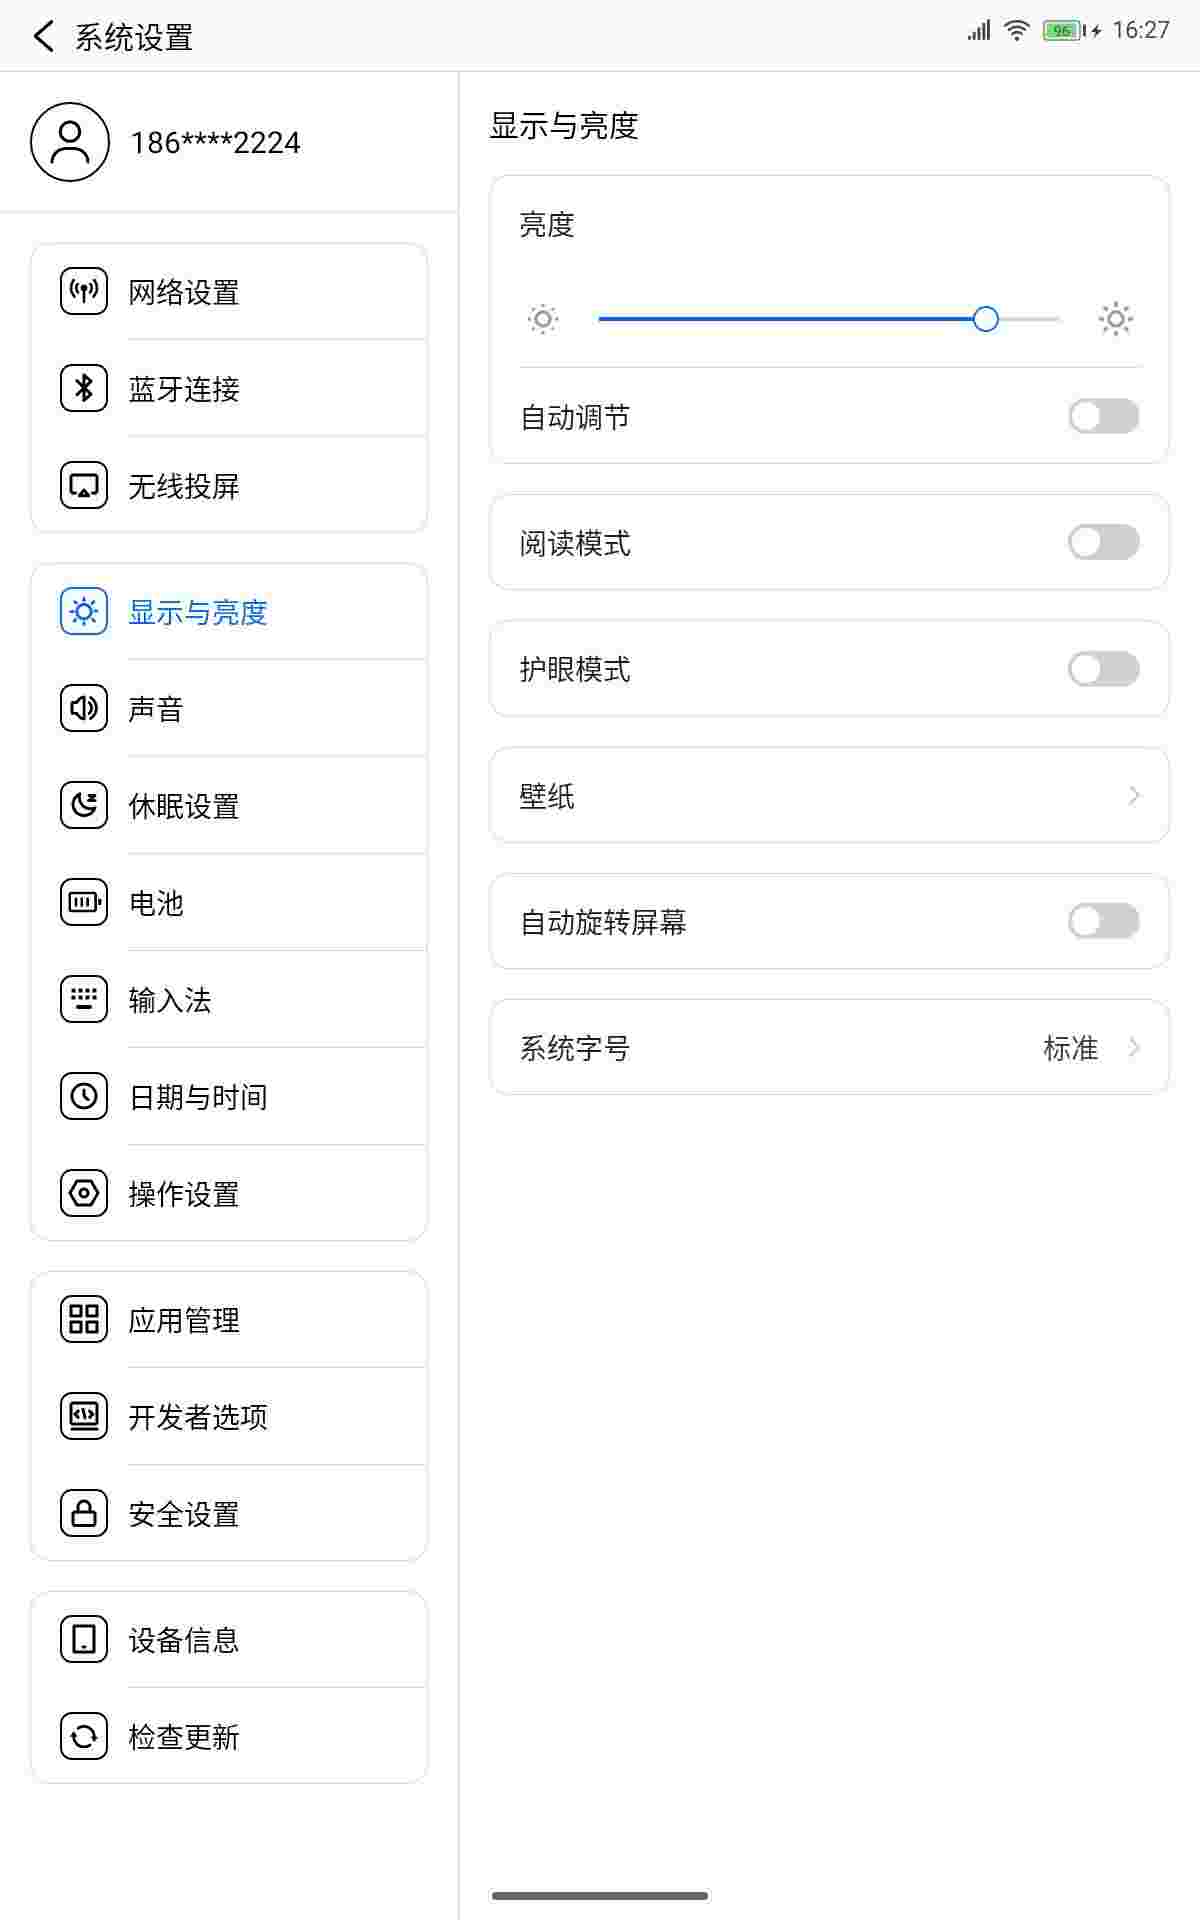 系统设置
96
16:27
186****2224
网络设置
蓝牙连接
无线投屏
显示与亮度
声音
休眠设置
电池
输入法
日期与时间
操作设置
应用管理
开发者选项
安全设置
设备信息
检查更新
显示与亮度
亮度
自动调节
阅读模式
护眼模式
壁纸
自动旋转屏幕
系统字号 标准